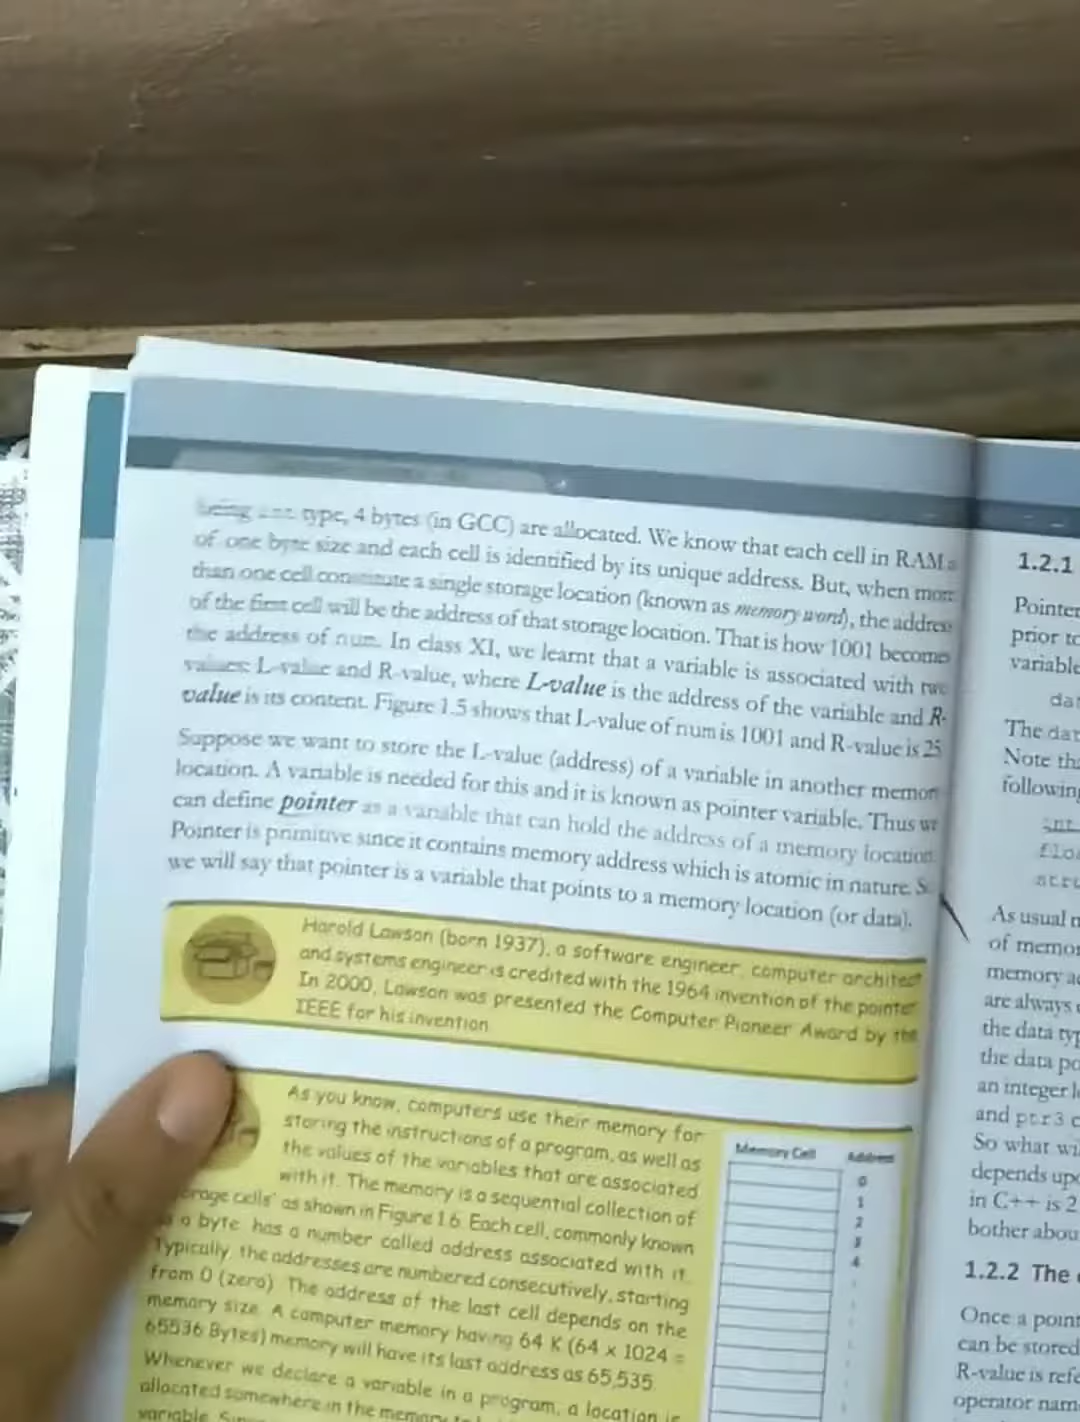 being int type, 4 bytes (in GCC) are allocated. We know that each cell in RAM
of one byte size and each cell is identified by its unique address. But, when more
than one cell constitute a single storage location (known as memory word), the address
of the first cell will be the address of that storage location. That is how 1001 becomes
the address of num. In class XI, we learnt that a variable is associated with two
values: L-value and R-value, where L-value is the address of the variable and R-
value is its content. Figure 1.5 shows that L-value of num is 1001 and R-value is 25
Suppose we want to store the L-value (address) of a variable in another memory
location. A variable is needed for this and it is known as pointer variable. Thus we
can define pointer as a variable that can hold the address of a memory location.
Pointer is primitive since it contains memory address which is atomic in nature. So
we will say that pointer is a variable that points to a memory location (or data).
Harold Lawson (born 1937), a software engineer, computer architect
and systems engineer is credited with the 1964 invention of the pointer.
In 2000, Lawson was presented the Computer Pioneer Award by the
IEEE for his invention.
As you know, computers use their memory for
storing the instructions of a program, as well as
the values of the variables that are associated
with it. The memory is a sequential collection of
cells' as shown in Figure 1.6. Each cell, commonly known
a byte has a number called address associated with it.
Typically, the addresses are numbered consecutively, starting
from 0 (zero). The address of the last cell depends on the
memory size. A computer memory having 64 K (64 x 1024 =
65536 Bytes) memory will have its last address as 65,535.
Whenever we declare a variable in a program, a location is
allocated somewhere in the memory
variable.
Memory Cell Address
0
1
2
3
4
1.2.1
Pointer
prior to
variable
The dat
Note tha
following
int
As usual
of memor
memory
are always
the data typ
the data po
an integer
and ptr3
So what wi
depends upo
in C++ is 2
bother abou
1.2.2 The
Once a point
can be stored
R-value is refe
operator nam